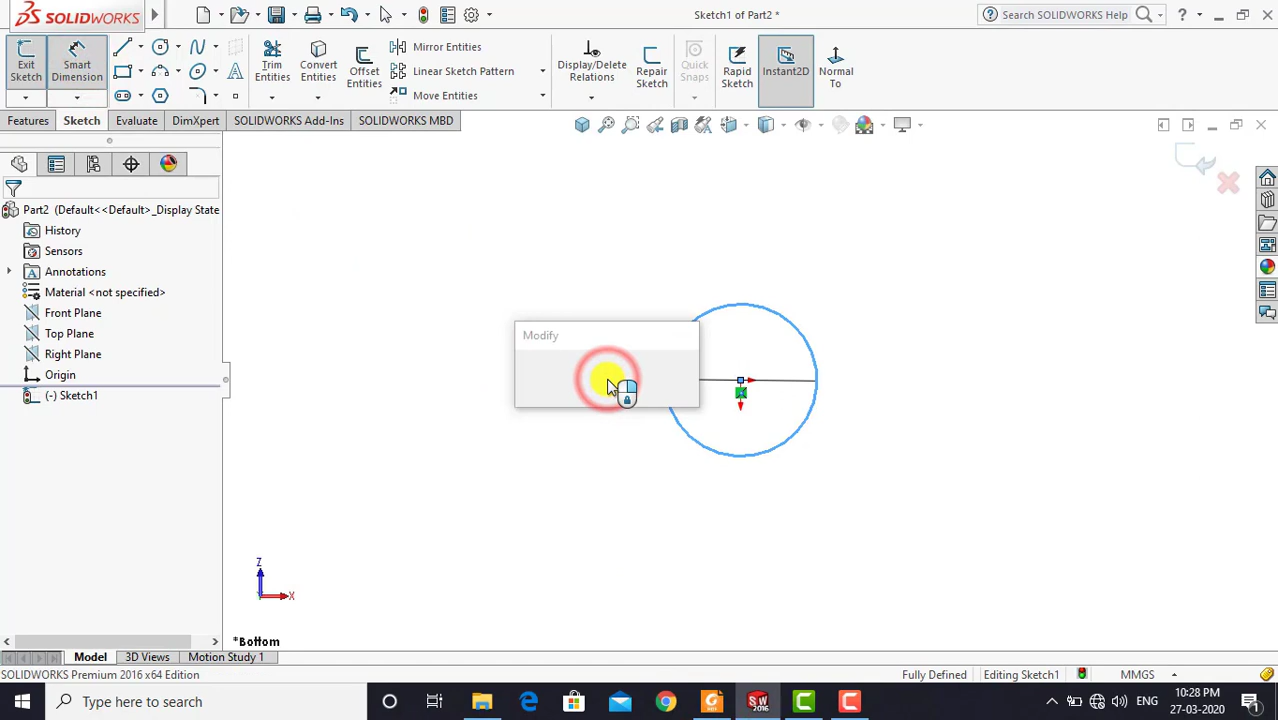 SOLIDWORKS
Sketch1 of Part2 *
Search SOLIDWORKS Help
Exit Sketch
Smart Dimension
Trim Entities
Convert Entities
Offset Entities
Mirror Entities
Linear Sketch Pattern
Move Entities
Display/Delete Relations
Repair Sketch
Quick Snaps
Rapid Sketch
Instant2D
Normal To
Features
Sketch
Evaluate
DimXpert
SOLIDWORKS Add-Ins
SOLIDWORKS MBD
Part2 (Default<<Default>_Display State
History
Sensors
Annotations
Material <not specified>
Front Plane
Top Plane
Right Plane
Origin
(-) Sketch1
Modify
Z
X
*Bottom
Model
3D Views
Motion Study 1
SOLIDWORKS Premium 2016 x64 Edition
Fully Defined
Editing Sketch1
MMGS
Type here to search
SW
2016
ENG
10:28 PM
27-03-2020